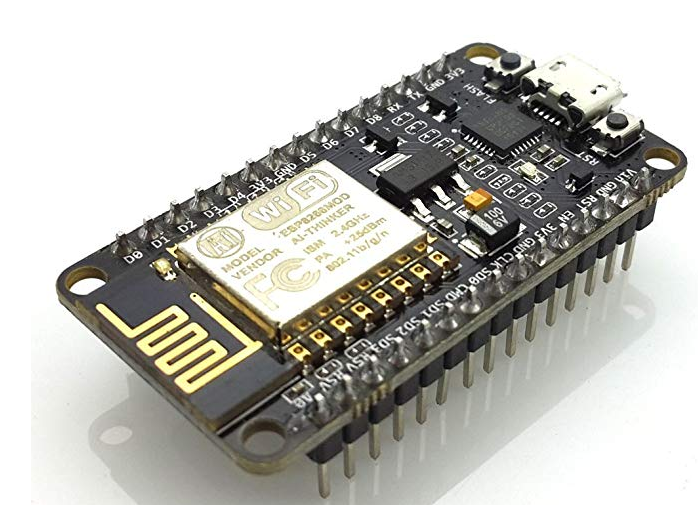 D0
D1
D2
D3
D4
3V3
GND
D5
D6
D7
D8
RX
TX
GND
3V3
FLASH
RST
WiFi
MODEL
ESP8266MOD
VENDOR
AI-THINKER
ISM 2.4GHz
PA +25dBm
802.11b/g/n
FC
100
6V
A0
RSV
RSV
SD3
SD2
SD1
CMD
SD0
CLK
GND
3V3
EN
RST
GND
Vin